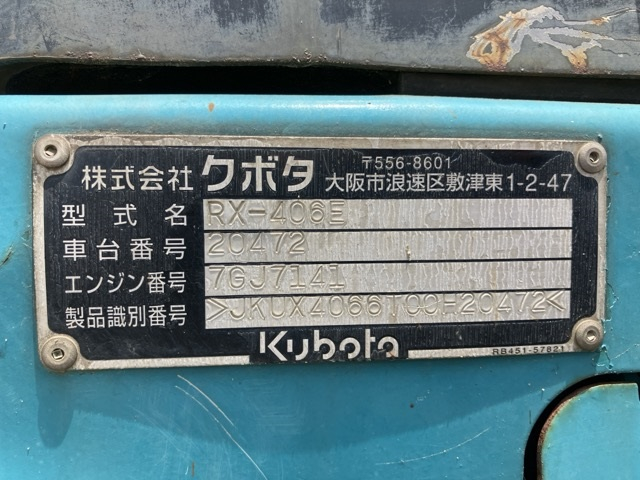 株式会社 クボタ 〒556-8601 大阪市浪速区敷津東1-2-47
型式名 RX-406E
車台番号 20472
エンジン番号 7GJ7141
製品識別番号 >JKUX4066TCCH20472<
Kubota
RB451-57821